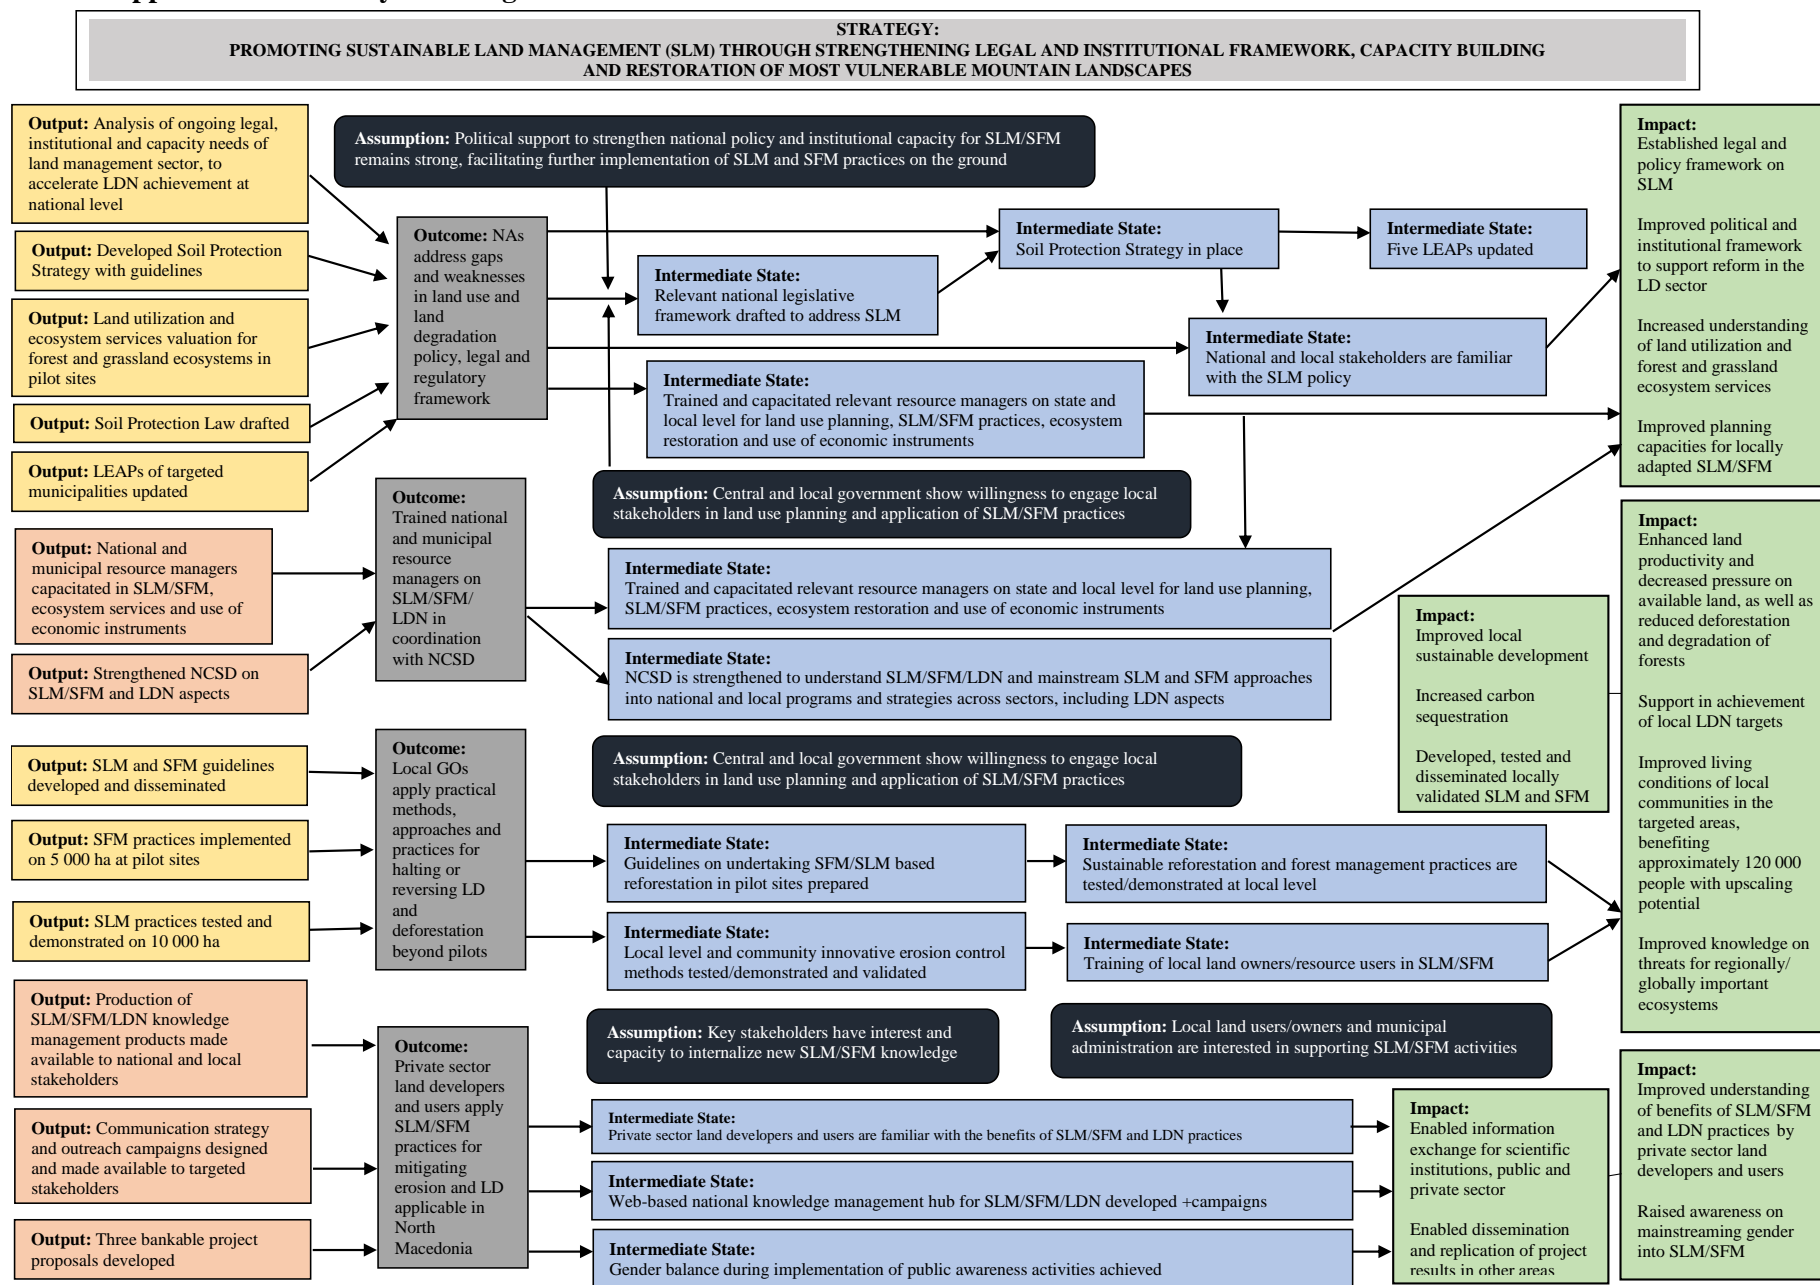 STRATEGY:
PROMOTING SUSTAINABLE LAND MANAGEMENT (SLM) THROUGH STRENGTHENING LEGAL AND INSTITUTIONAL FRAMEWORK, CAPACITY BUILDING
AND RESTORATION OF MOST VULNERABLE MOUNTAIN LANDSCAPES
Output: Analysis of ongoing legal,
institutional and capacity needs of
land management sector, to
accelerate LDN achievement at
national level
Output: Developed Soil Protection
Strategy with guidelines
Output: Land utilization and
ecosystem services valuation for
forest and grassland ecosystems in
pilot sites
Output: Soil Protection Law drafted
Output: LEAPs of targeted
municipalities updated
Output: National and
municipal resource managers
capacitated in SLM/SFM,
ecosystem services and use of
economic instruments
Output: Strengthened NCSD on
SLM/SFM and LDN aspects
Output: SLM and SFM guidelines
developed and disseminated
Output: SFM practices implemented
on 5 000 ha at pilot sites
Output: SLM practices tested and
demonstrated on 10 000 ha
Output: Production of
SLM/SFM/LDN knowledge
management products made
available to national and local
stakeholders
Output: Communication strategy
and outreach campaigns designed
and made available to targeted
stakeholders
Output: Three bankable project
proposals developed
Outcome: NAs
address gaps
and weaknesses
in land use and
land
degradation
policy, legal and
regulatory
framework
Outcome:
Trained national
and municipal
resource
managers on
SLM/SFM/
LDN in
coordination
with NCSD
Outcome:
Local GOs
apply practical
methods,
approaches and
practices for
halting or
reversing LD
and
deforestation
beyond pilots
Outcome:
Private sector
land developers
and users apply
SLM/SFM
practices for
mitigating
erosion and LD
applicable in
North
Macedonia
Assumption: Political support to strengthen national policy and institutional capacity for SLM/SFM
remains strong, facilitating further implementation of SLM and SFM practices on the ground
Intermediate State:
Relevant national legislative
framework drafted to address SLM
Intermediate State:
Soil Protection Strategy in place
Intermediate State:
Five LEAPs updated
Intermediate State:
National and local stakeholders are familiar
with the SLM policy
Intermediate State:
Trained and capacitated relevant resource managers on state and
local level for land use planning, SLM/SFM practices, ecosystem
restoration and use of economic instruments
Assumption: Central and local government show willingness to engage local
stakeholders in land use planning and application of SLM/SFM practices
Intermediate State:
Trained and capacitated relevant resource managers on state and local level for land use planning,
SLM/SFM practices, ecosystem restoration and use of economic instruments
Intermediate State:
NCSD is strengthened to understand SLM/SFM/LDN and mainstream SLM and SFM approaches
into national and local programs and strategies across sectors, including LDN aspects
Assumption: Central and local government show willingness to engage local
stakeholders in land use planning and application of SLM/SFM practices
Intermediate State:
Guidelines on undertaking SFM/SLM based
reforestation in pilot sites prepared
Intermediate State:
Sustainable reforestation and forest management practices are
tested/demonstrated at local level
Intermediate State:
Local level and community innovative erosion control
methods tested/demonstrated and validated
Intermediate State:
Training of local land owners/resource users in SLM/SFM
Assumption: Key stakeholders have interest and
capacity to internalize new SLM/SFM knowledge
Assumption: Local land users/owners and municipal
administration are interested in supporting SLM/SFM activities
Intermediate State:
Private sector land developers and users are familiar with the benefits of SLM/SFM and LDN practices
Intermediate State:
Web-based national knowledge management hub for SLM/SFM/LDN developed +campaigns
Intermediate State:
Gender balance during implementation of public awareness activities achieved
Impact:
Established legal and
policy framework on
SLM
Improved political and
institutional framework
to support reform in the
LD sector
Increased understanding
of land utilization and
forest and grassland
ecosystem services
Improved planning
capacities for locally
adapted SLM/SFM
Impact:
Improved local
sustainable development
Increased carbon
sequestration
Developed, tested and
disseminated locally
validated SLM and SFM
Impact:
Enhanced land
productivity and
decreased pressure on
available land, as well as
reduced deforestation
and degradation of
forests
Support in achievement
of local LDN targets
Improved living
conditions of local
communities in the
targeted areas,
benefiting
approximately 120 000
people with upscaling
potential
Improved knowledge on
threats for regionally/
globally important
ecosystems
Impact:
Enabled information
exchange for scientific
institutions, public and
private sector
Enabled dissemination
and replication of project
results in other areas
Impact:
Improved understanding
of benefits of SLM/SFM
and LDN practices by
private sector land
developers and users
Raised awareness on
mainstreaming gender
into SLM/SFM